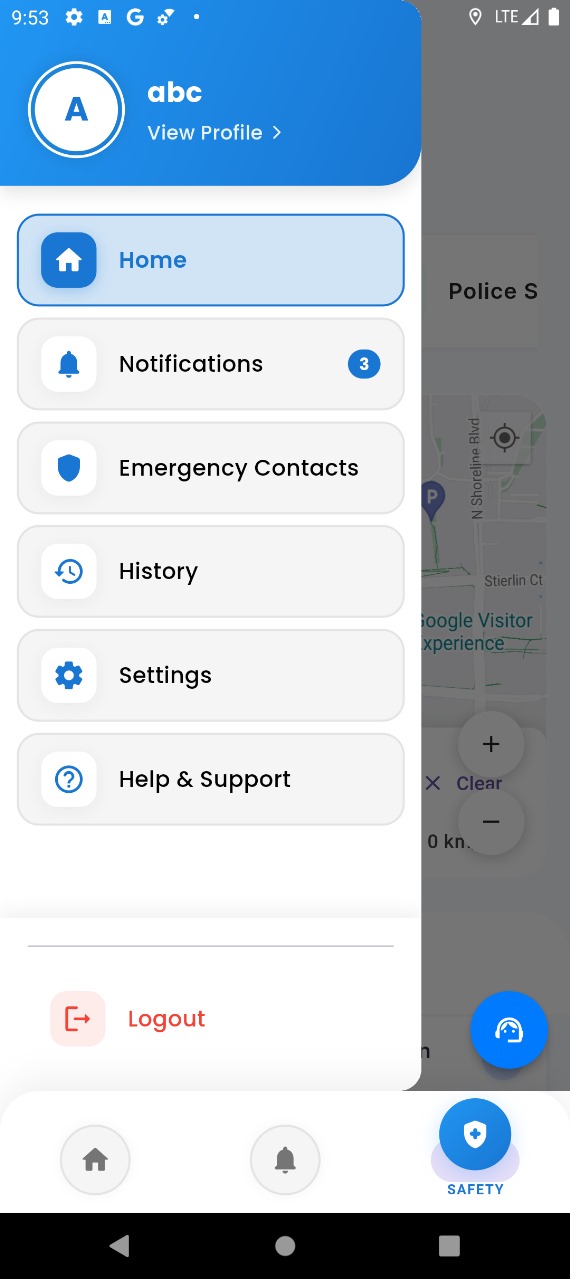 9:53
LTE
A
abc
View Profile
Home
Police S
Notifications
3
N Shoreline Blvd
P
Emergency Contacts
History
Stierlin Ct
Google Visitor
Experience
Settings
+
Help & Support
Clear
−
0 km
Logout
n
SAFETY